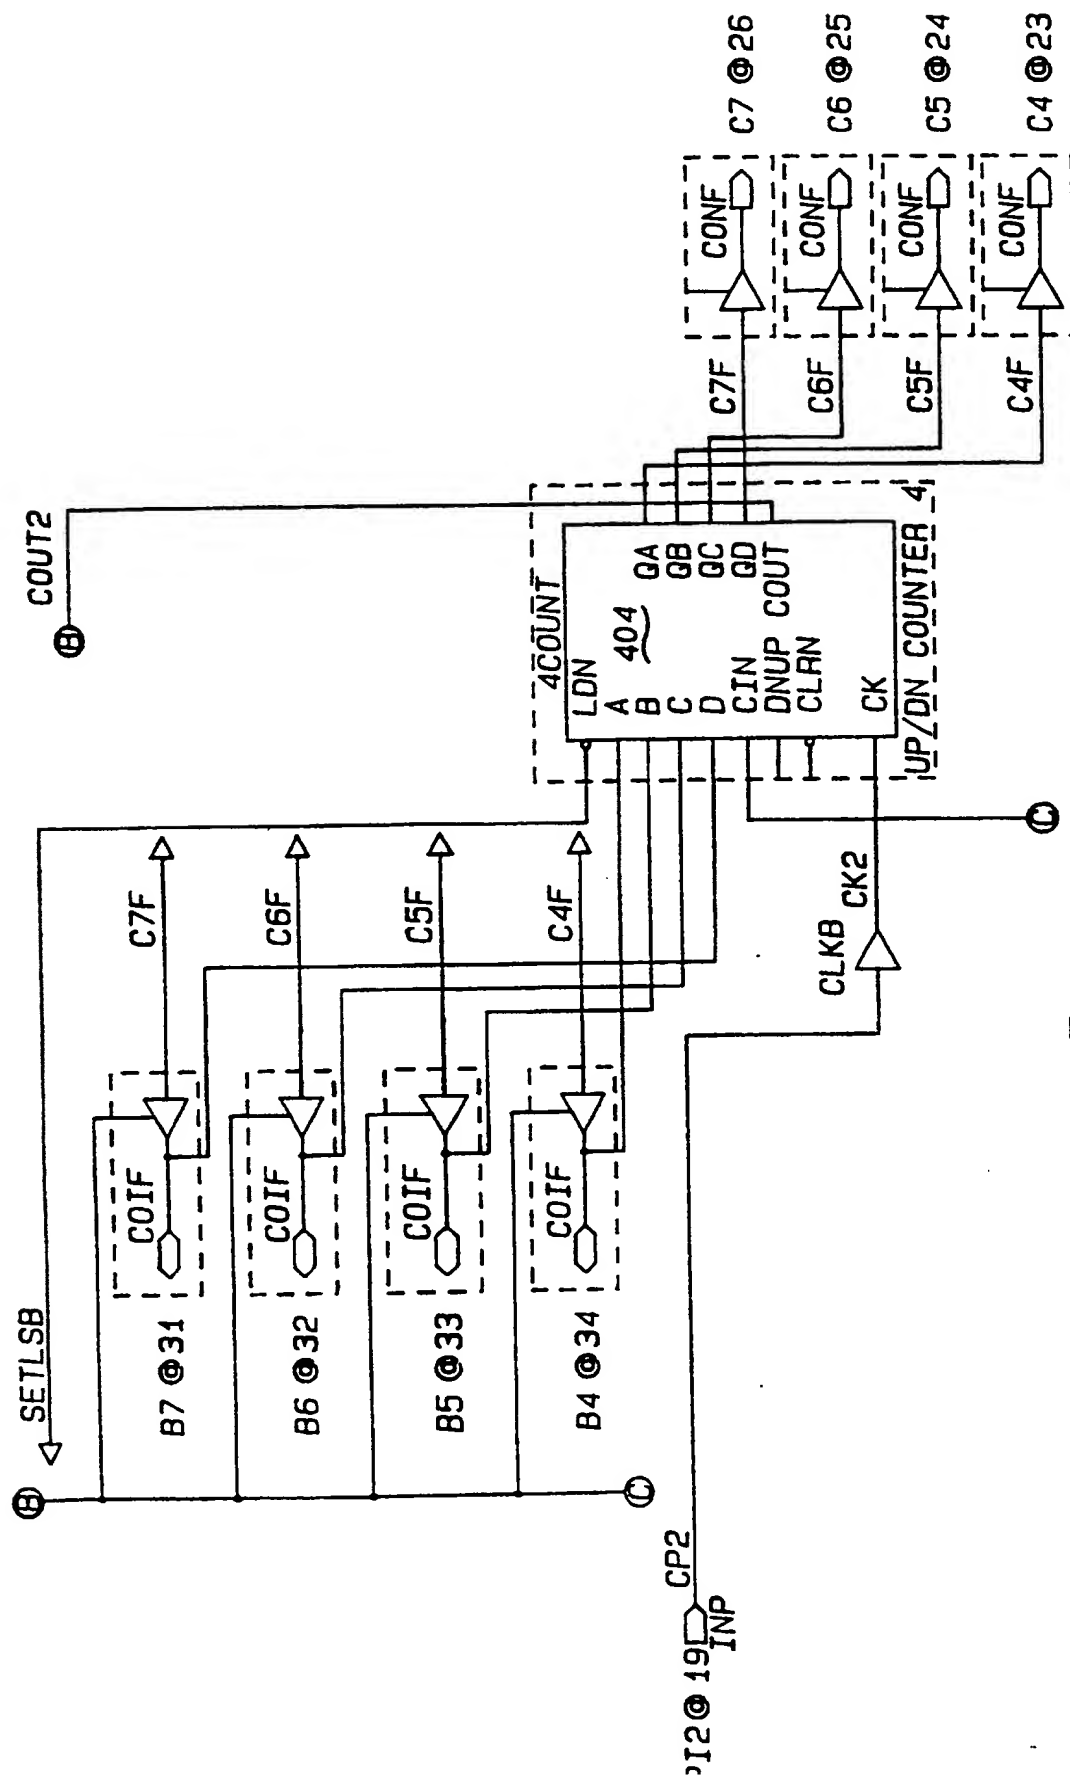 COUT2
B
C7 @26
C6 @25
C5 @24
C4 @23
CONF
CONF
CONF
CONF
C7F
C6F
C5F
C4F
4COUNT
404
LDN
A
B
C
D
CIN
DNUP
CLRN
CK
QA
QB
QC
QD
COUT
UP/DN COUNTER 4
C7F
C6F
C5F
C4F
C
CLKB
CK2
COIF
COIF
COIF
COIF
SETLSB
B7 @31
B6 @32
B5 @33
B4 @34
B
C
CP2
PI2@ 19
INP